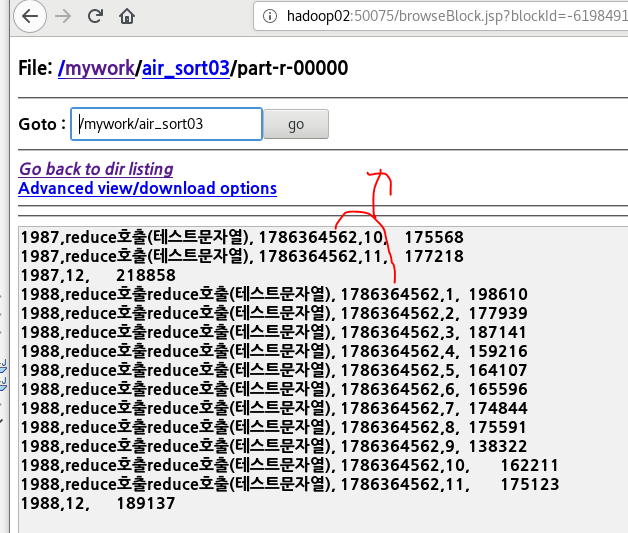 hadoop02:50075/browseBlock.jsp?blockId=-6198491
File: /mywork/air_sort03/part-r-00000
Goto : /mywork/air_sort03 go
Go back to dir listing
Advanced view/download options
1987,reduce호출(테스트문자열), 1786364562,10, 175568
1987,reduce호출(테스트문자열), 1786364562,11, 177218
1987,12, 218858
1988,reduce호출reduce호출(테스트문자열), 1786364562,1, 198610
1988,reduce호출reduce호출(테스트문자열), 1786364562,2, 177939
1988,reduce호출reduce호출(테스트문자열), 1786364562,3, 187141
1988,reduce호출reduce호출(테스트문자열), 1786364562,4, 159216
1988,reduce호출reduce호출(테스트문자열), 1786364562,5, 164107
1988,reduce호출reduce호출(테스트문자열), 1786364562,6, 165596
1988,reduce호출reduce호출(테스트문자열), 1786364562,7, 174844
1988,reduce호출reduce호출(테스트문자열), 1786364562,8, 175591
1988,reduce호출reduce호출(테스트문자열), 1786364562,9, 138322
1988,reduce호출reduce호출(테스트문자열), 1786364562,10, 162211
1988,reduce호출reduce호출(테스트문자열), 1786364562,11, 175123
1988,12, 189137